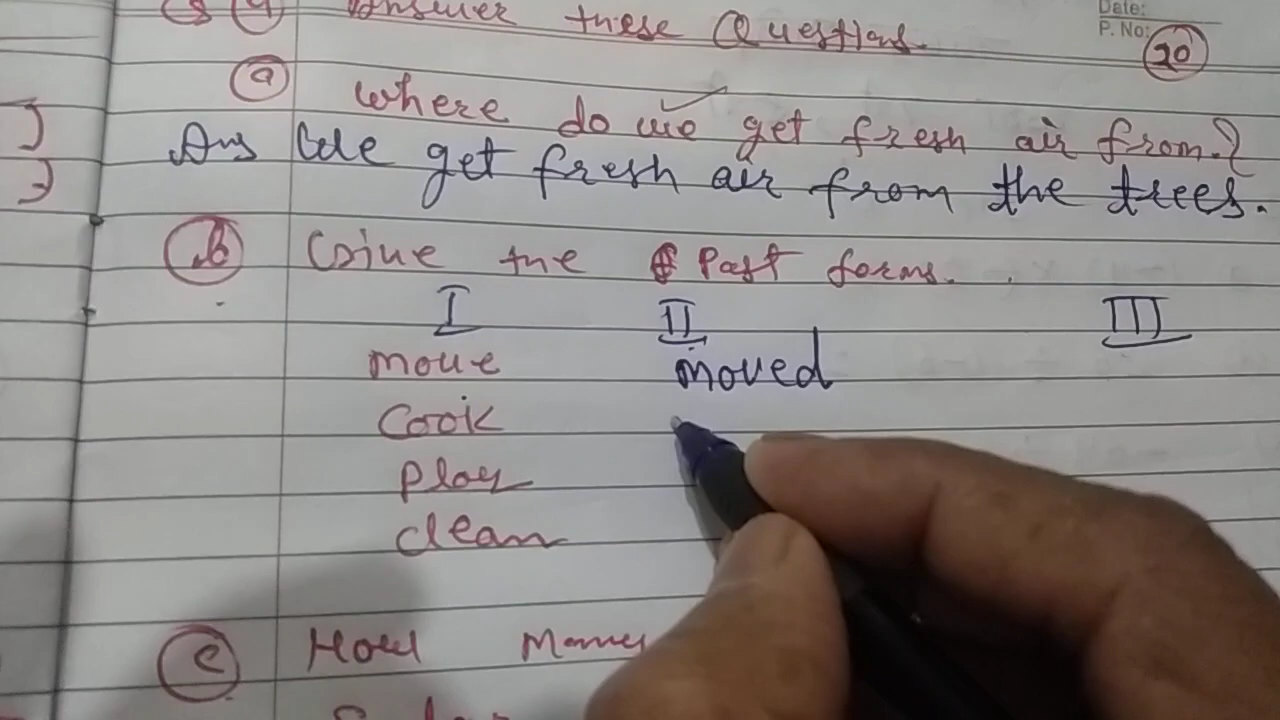 Answer these Questions.
Date:
P. No: 20
a Where do we get fresh air from?
Ans We get fresh air from the trees.
b Give the Past forms.
I II III
move moved
Cook
Play
clean
c How Many